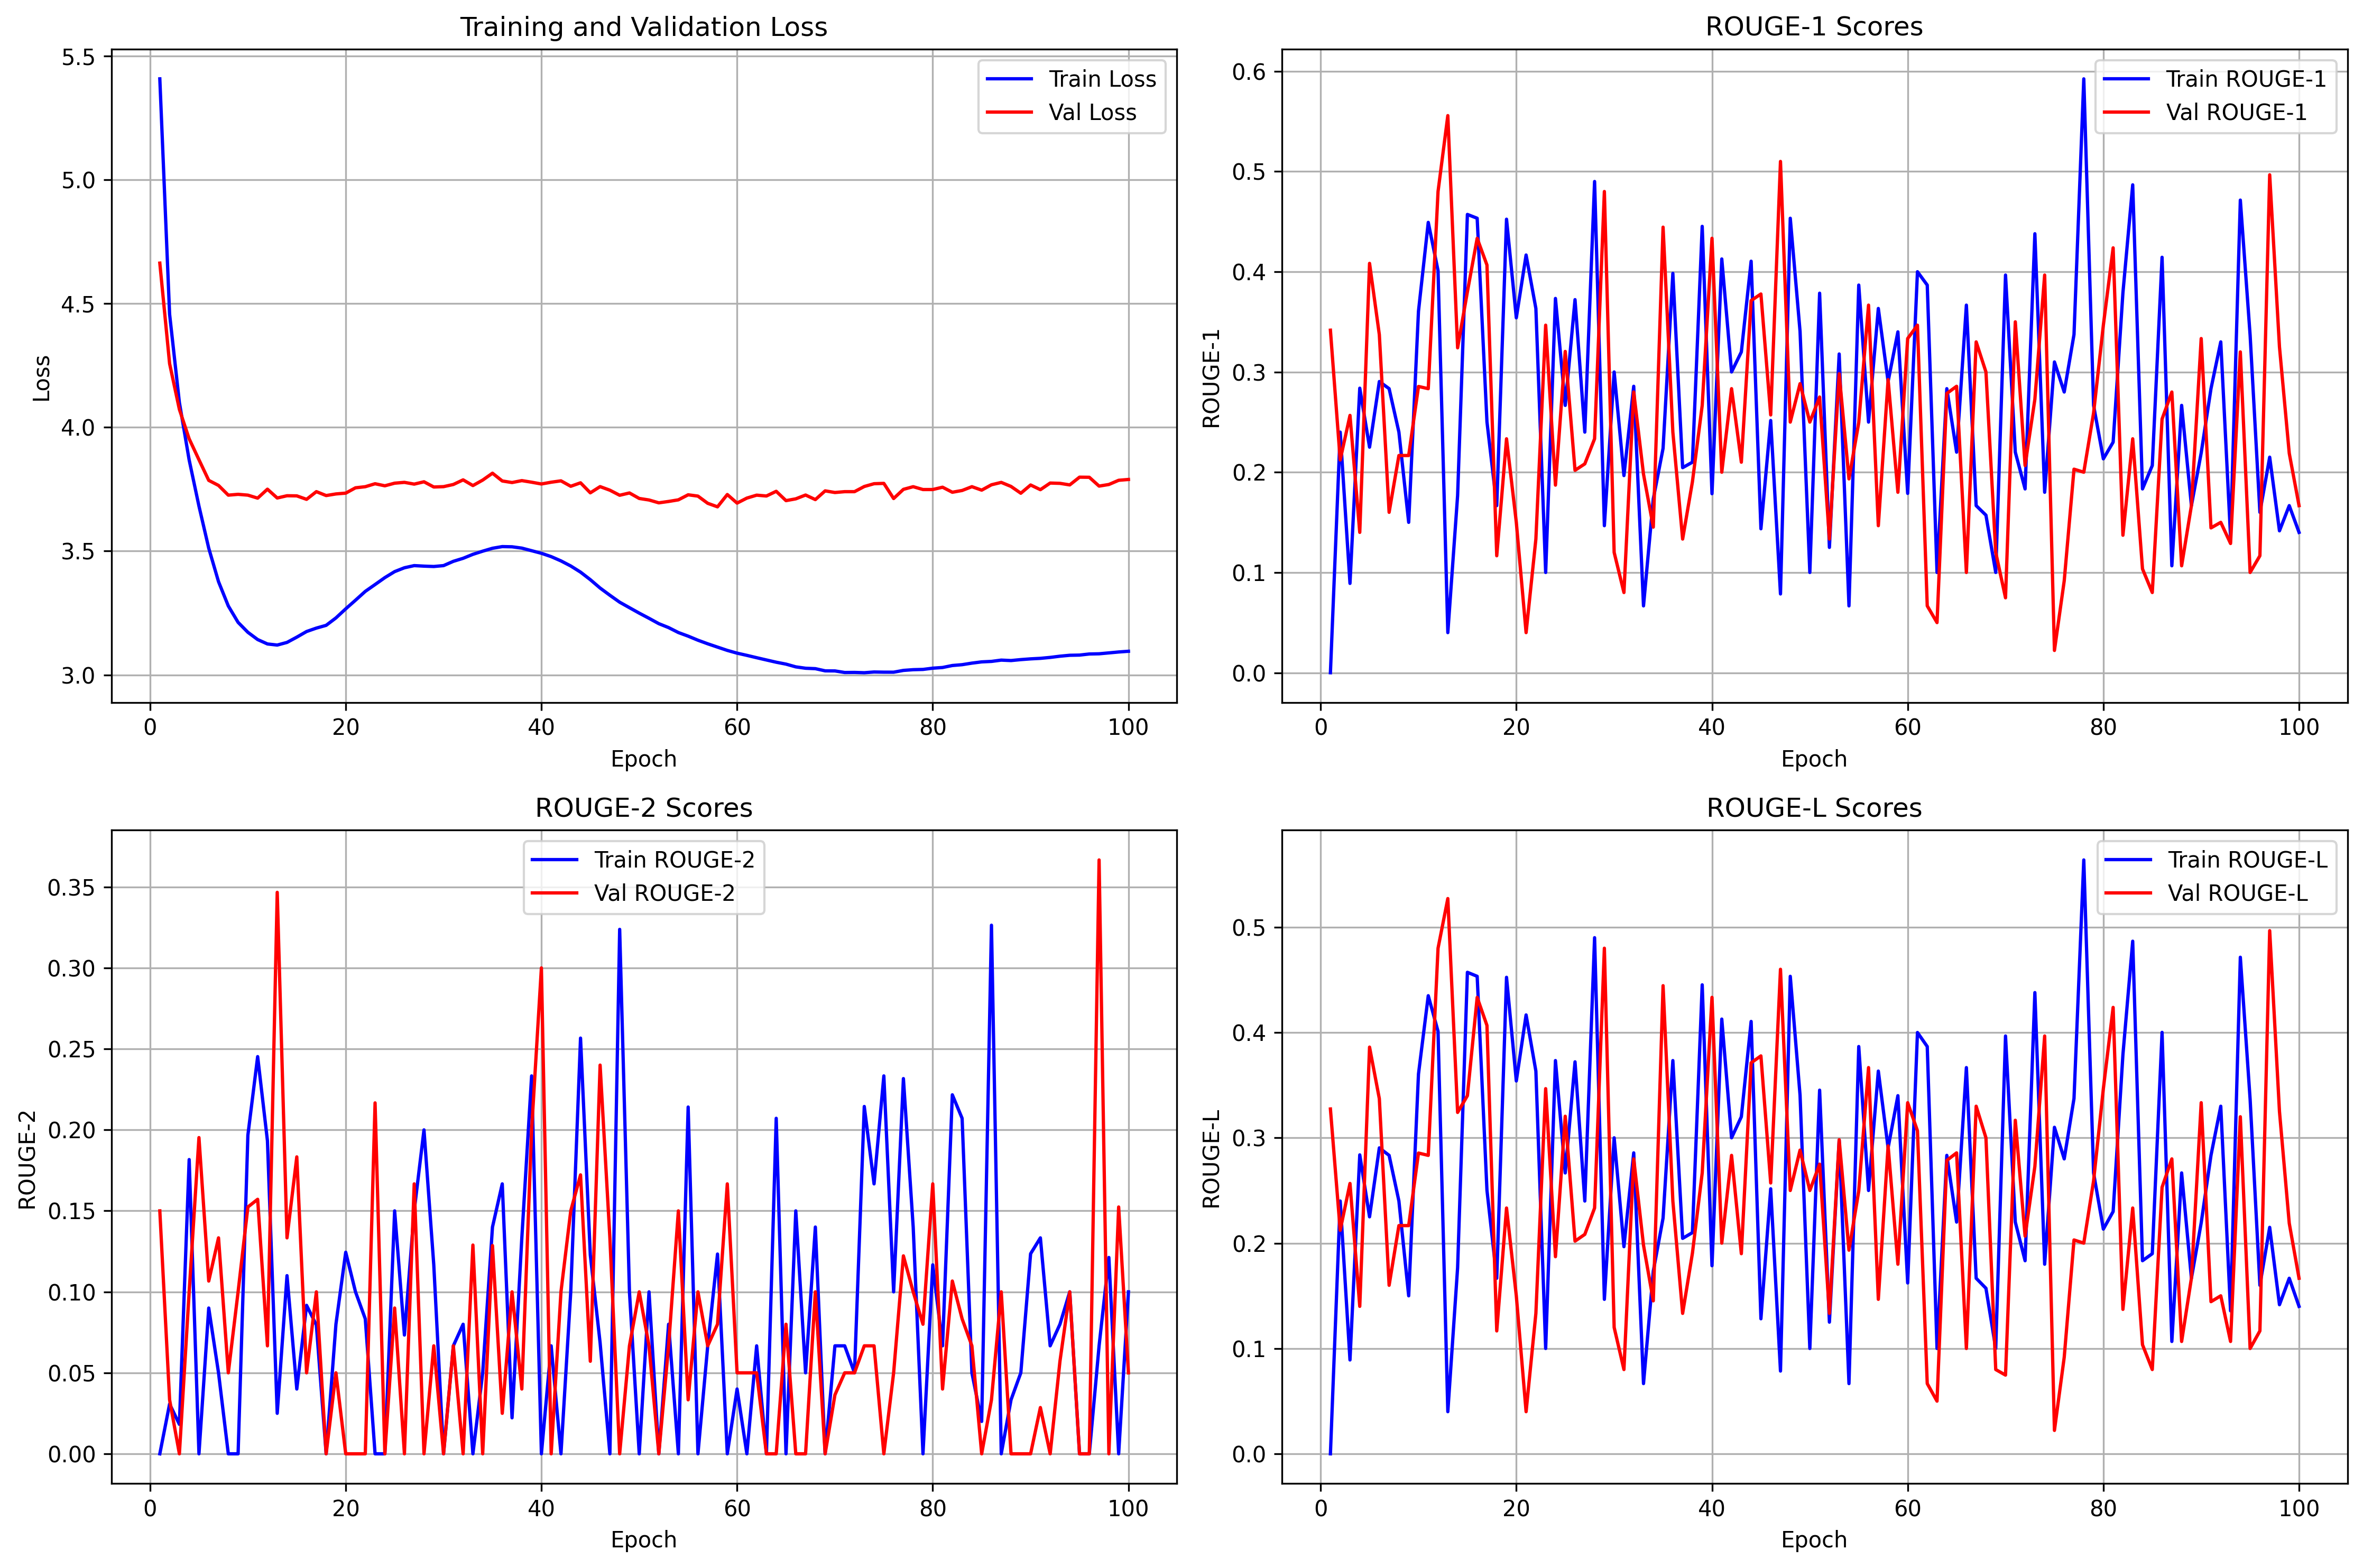 Training and Validation Loss
5.5
5.0
4.5
4.0
3.5
3.0
Loss
Train Loss
Val Loss
0
20
40
60
80
100
Epoch
ROUGE-1 Scores
0.6
0.5
0.4
0.3
0.2
0.1
0.0
ROUGE-1
Train ROUGE-1
Val ROUGE-1
0
20
40
60
80
100
Epoch
ROUGE-2 Scores
0.35
0.30
0.25
0.20
0.15
0.10
0.05
0.00
ROUGE-2
Train ROUGE-2
Val ROUGE-2
0
20
40
60
80
100
Epoch
ROUGE-L Scores
0.5
0.4
0.3
0.2
0.1
0.0
ROUGE-L
Train ROUGE-L
Val ROUGE-L
0
20
40
60
80
100
Epoch